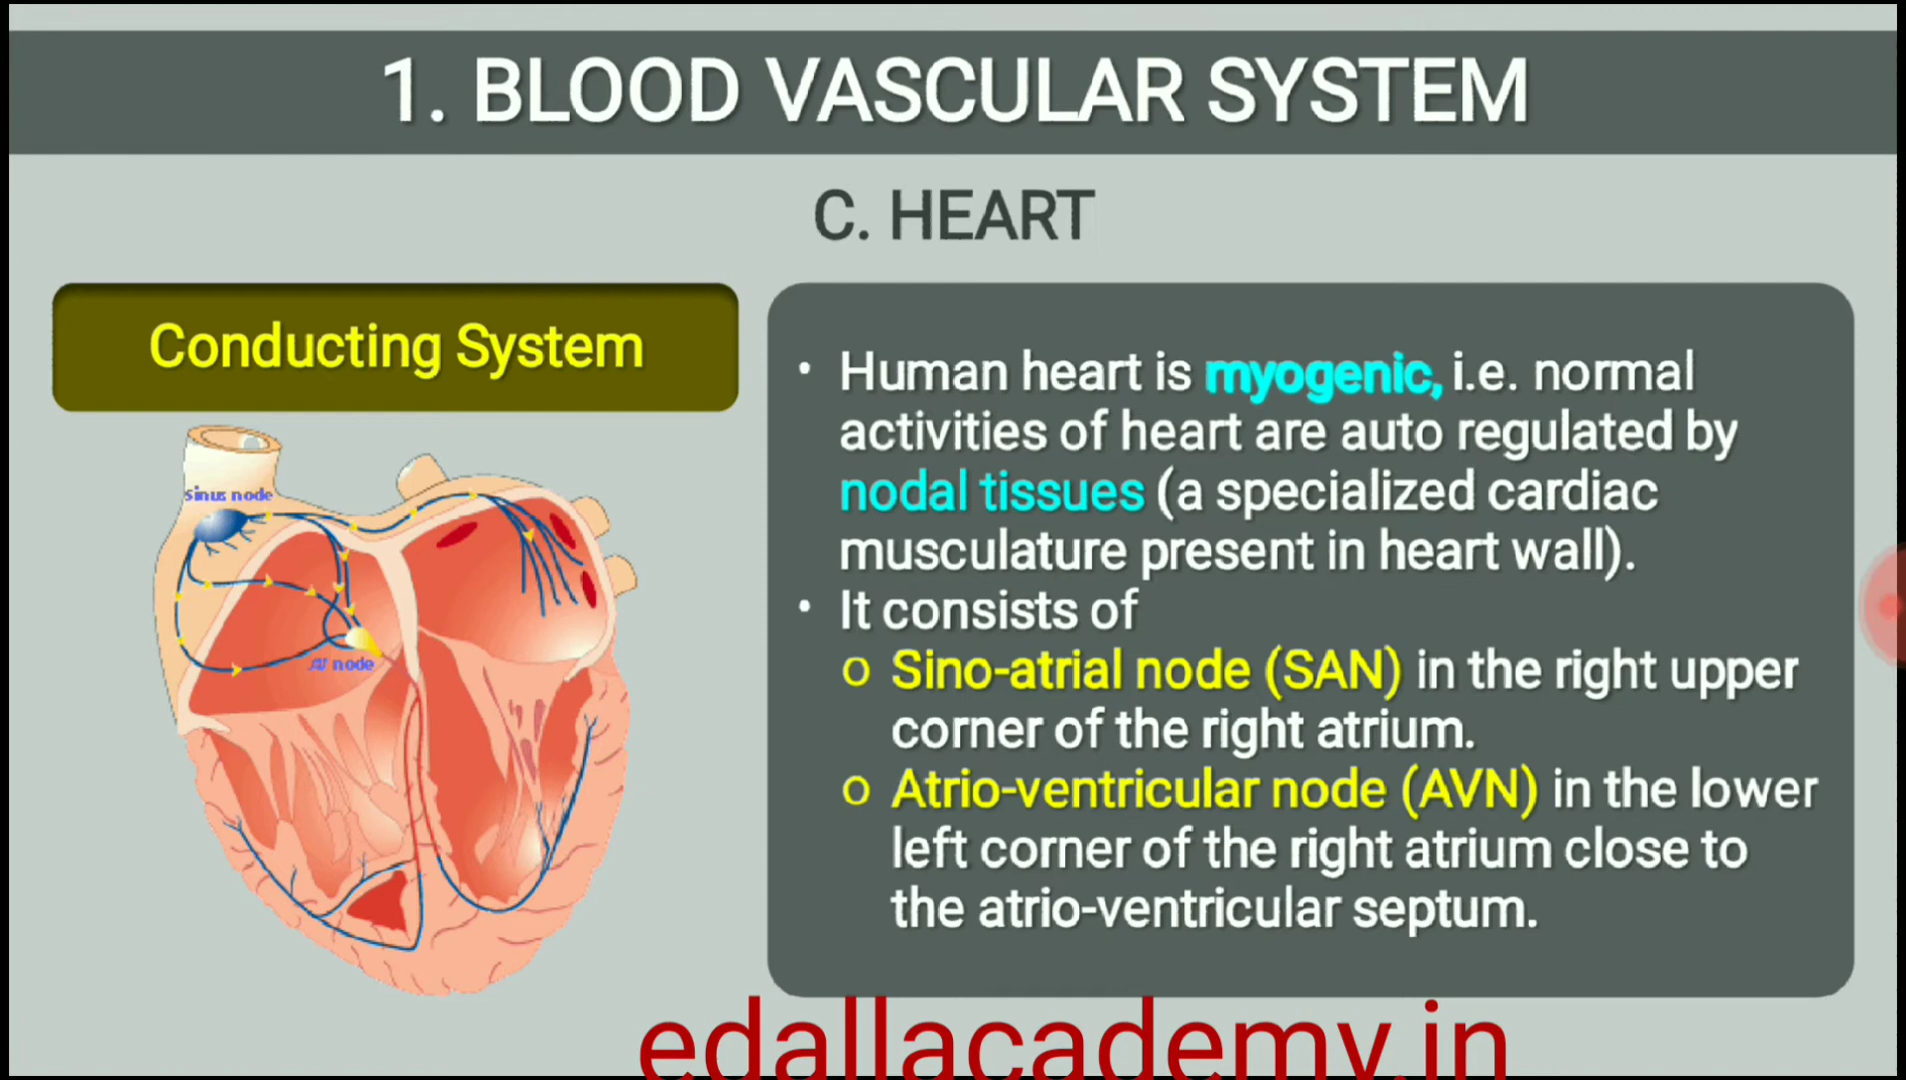 1. BLOOD VASCULAR SYSTEM
C. HEART
Conducting System
Sinus node
AV node
• Human heart is myogenic, i.e. normal
activities of heart are auto regulated by
nodal tissues (a specialized cardiac
musculature present in heart wall).
• It consists of
o Sino-atrial node (SAN) in the right upper
corner of the right atrium.
o Atrio-ventricular node (AVN) in the lower
left corner of the right atrium close to
the atrio-ventricular septum.
edallacademy.in